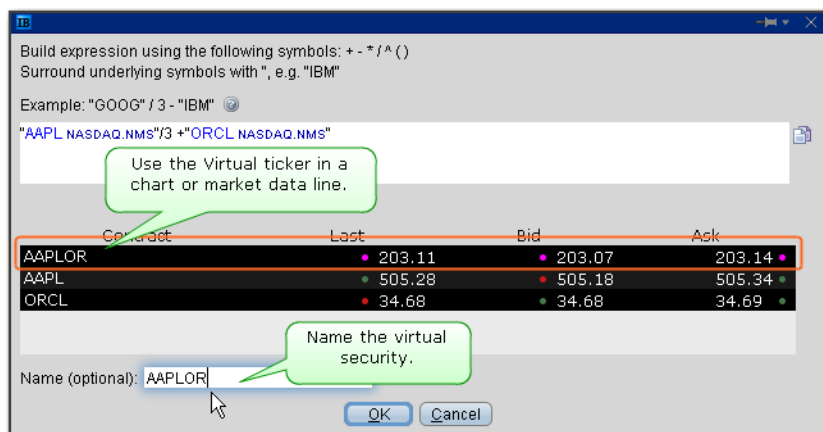 IB
Build expression using the following symbols: + - * / ^ ( )
Surround underlying symbols with ", e.g. "IBM"
Example: "GOOG" / 3 - "IBM"
"AAPL NASDAQ.NMS"/3 +"ORCL NASDAQ.NMS"
Use the Virtual ticker in a
chart or market data line.
Contract Last Bid Ask
AAPLOR 203.11 203.07 203.14
AAPL 505.28 505.18 505.34
ORCL 34.68 34.68 34.69
Name the virtual
security.
Name (optional): AAPLOR
OK Cancel